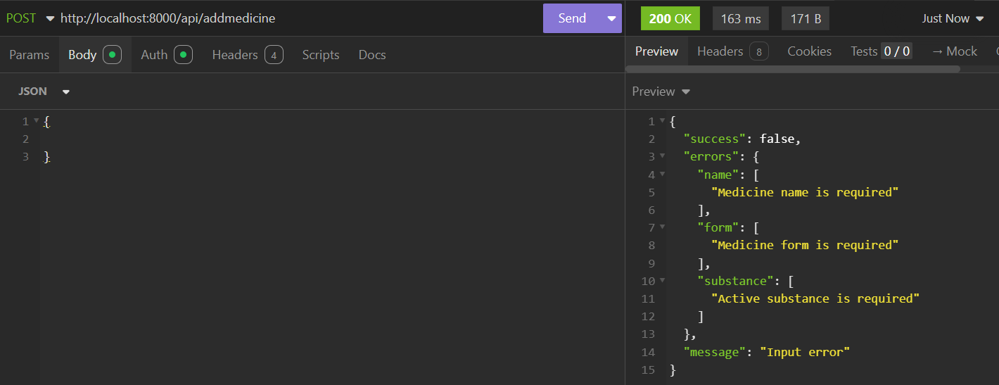 POST http://localhost:8000/api/addmedicine Send
200 OK 163 ms 171 B Just Now
Params Body Auth Headers 4 Scripts Docs
Preview Headers 8 Cookies Tests 0 / 0 → Mock
JSON
Preview
1 {
2
3 }
1 {
2 "success": false,
3 "errors": {
4 "name": [
5 "Medicine name is required"
6 ],
7 "form": [
8 "Medicine form is required"
9 ],
10 "substance": [
11 "Active substance is required"
12 ]
13 },
14 "message": "Input error"
15 }